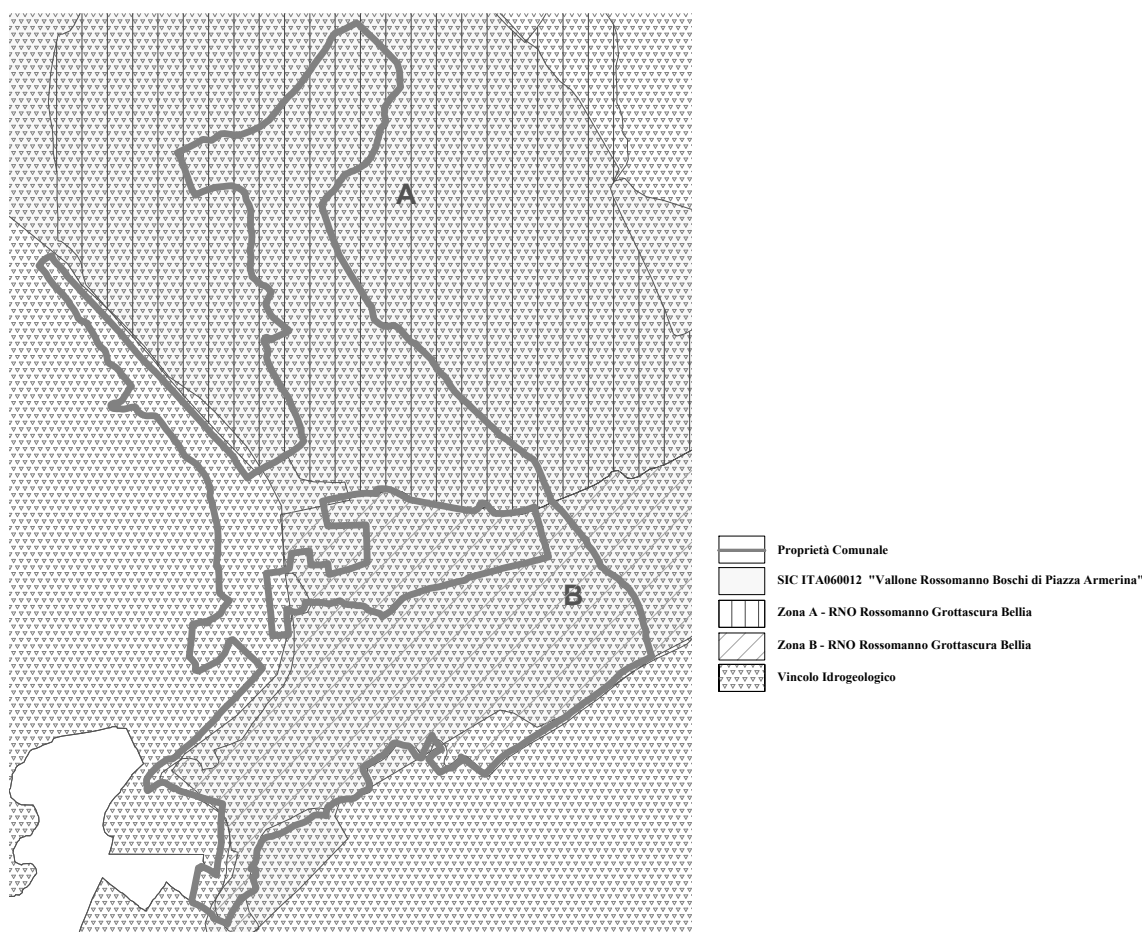 A
B
Proprietà Comunale
SIC ITA060012 "Vallone Rossomanno Boschi di Piazza Armerina"
Zona A - RNO Rossomanno Grottascura Bellia
Zona B - RNO Rossomanno Grottascura Bellia
Vincolo Idrogeologico